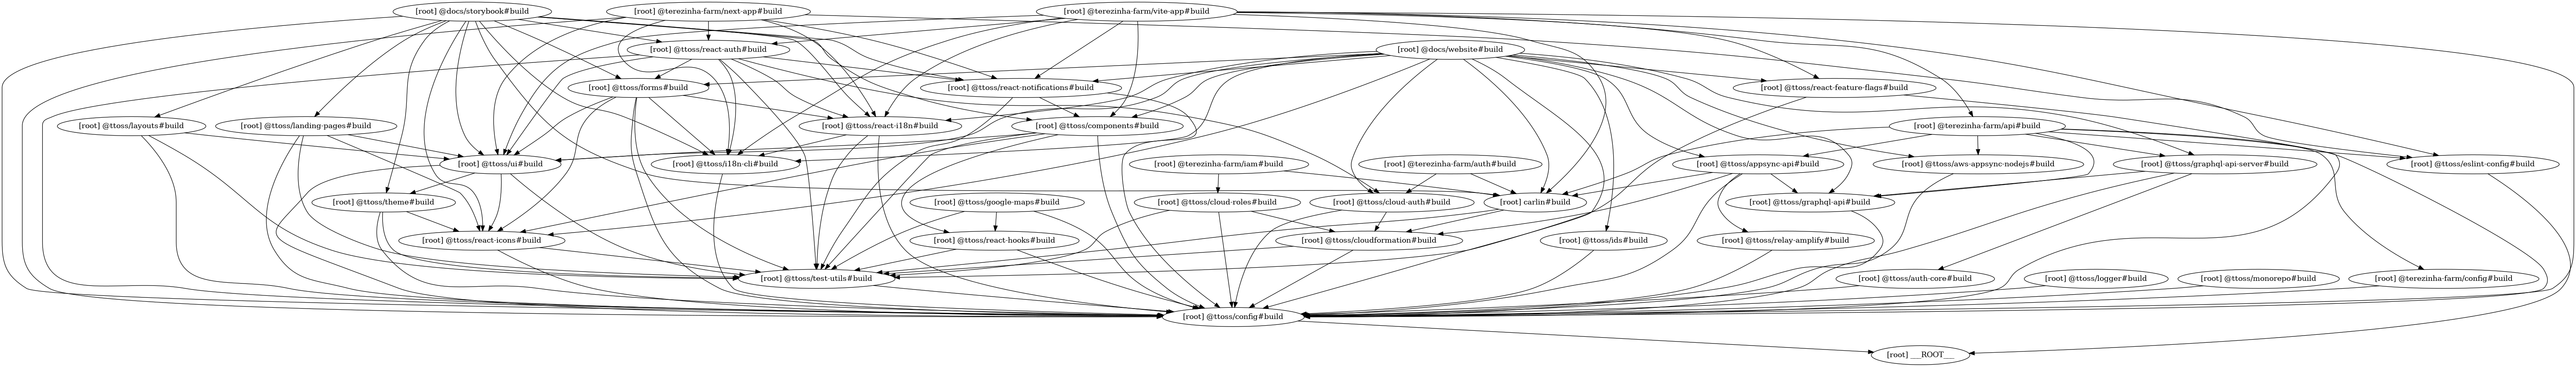 [root] @docs/storybook#build
[root] @terezinha-farm/next-app#build
[root] @terezinha-farm/vite-app#build
[root] @ttoss/react-auth#build
[root] @docs/website#build
[root] @ttoss/forms#build
[root] @ttoss/react-notifications#build
[root] @ttoss/react-feature-flags#build
[root] @ttoss/layouts#build
[root] @ttoss/landing-pages#build
[root] @ttoss/react-i18n#build
[root] @ttoss/components#build
[root] @terezinha-farm/api#build
[root] @ttoss/ui#build
[root] @ttoss/i18n-cli#build
[root] @terezinha-farm/iam#build
[root] @terezinha-farm/auth#build
[root] @ttoss/appsync-api#build
[root] @ttoss/aws-appsync-nodejs#build
[root] @ttoss/graphql-api-server#build
[root] @ttoss/eslint-config#build
[root] @ttoss/theme#build
[root] @ttoss/google-maps#build
[root] @ttoss/cloud-roles#build
[root] @ttoss/cloud-auth#build
[root] carlin#build
[root] @ttoss/graphql-api#build
[root] @ttoss/react-icons#build
[root] @ttoss/react-hooks#build
[root] @ttoss/cloudformation#build
[root] @ttoss/ids#build
[root] @ttoss/relay-amplify#build
[root] @ttoss/test-utils#build
[root] @ttoss/auth-core#build
[root] @ttoss/logger#build
[root] @ttoss/monorepo#build
[root] @terezinha-farm/config#build
[root] @ttoss/config#build
[root] ___ROOT___